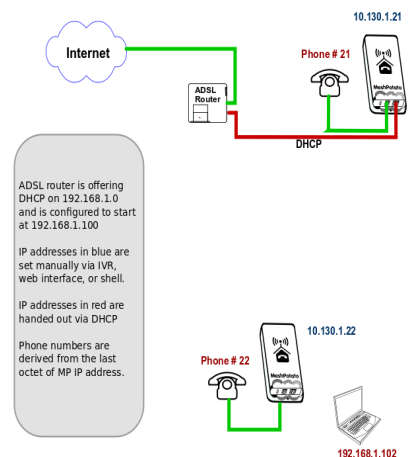 10.130.1.21
Internet
Phone # 21
ADSL
Router
MeshPotato
DHCP
ADSL router is offering
DHCP on 192.168.1.0
and is configured to start
at 192.168.1.100
IP addresses in blue are
set manually via IVR,
web interface, or shell.
IP addresses in red are
handed out via DHCP
Phone numbers are
derived from the last
octet of MP IP address.
10.130.1.22
Phone # 22
MeshPotato
192.168.1.102